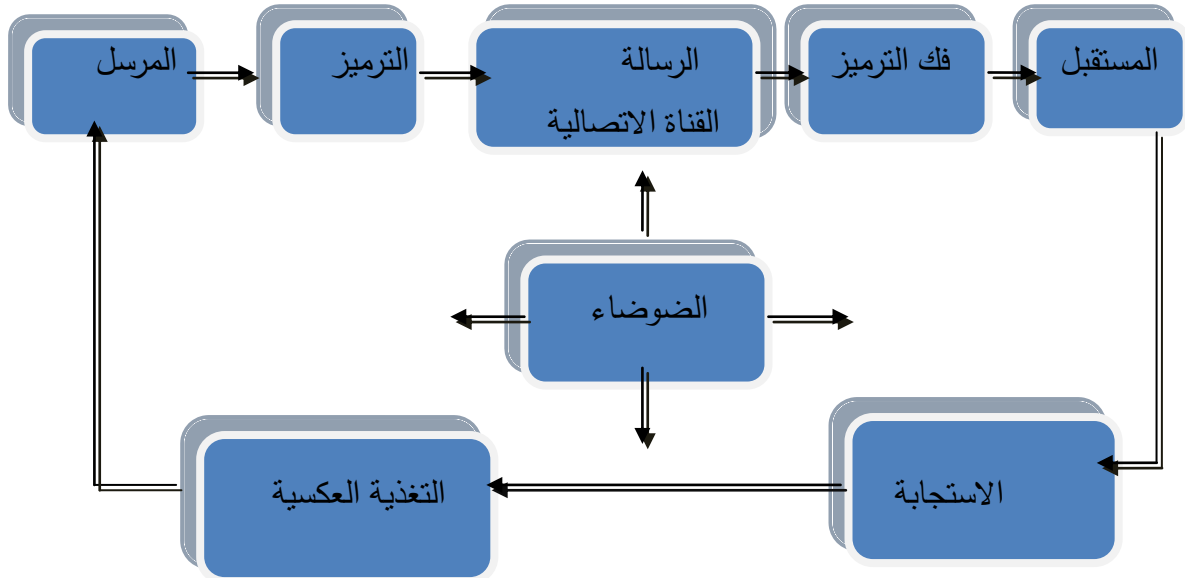 المرسل
الترميز
الرسالة
القناة الاتصالية
فك الترميز
المستقبل
الضوضاء
الاستجابة
التغذية العكسية